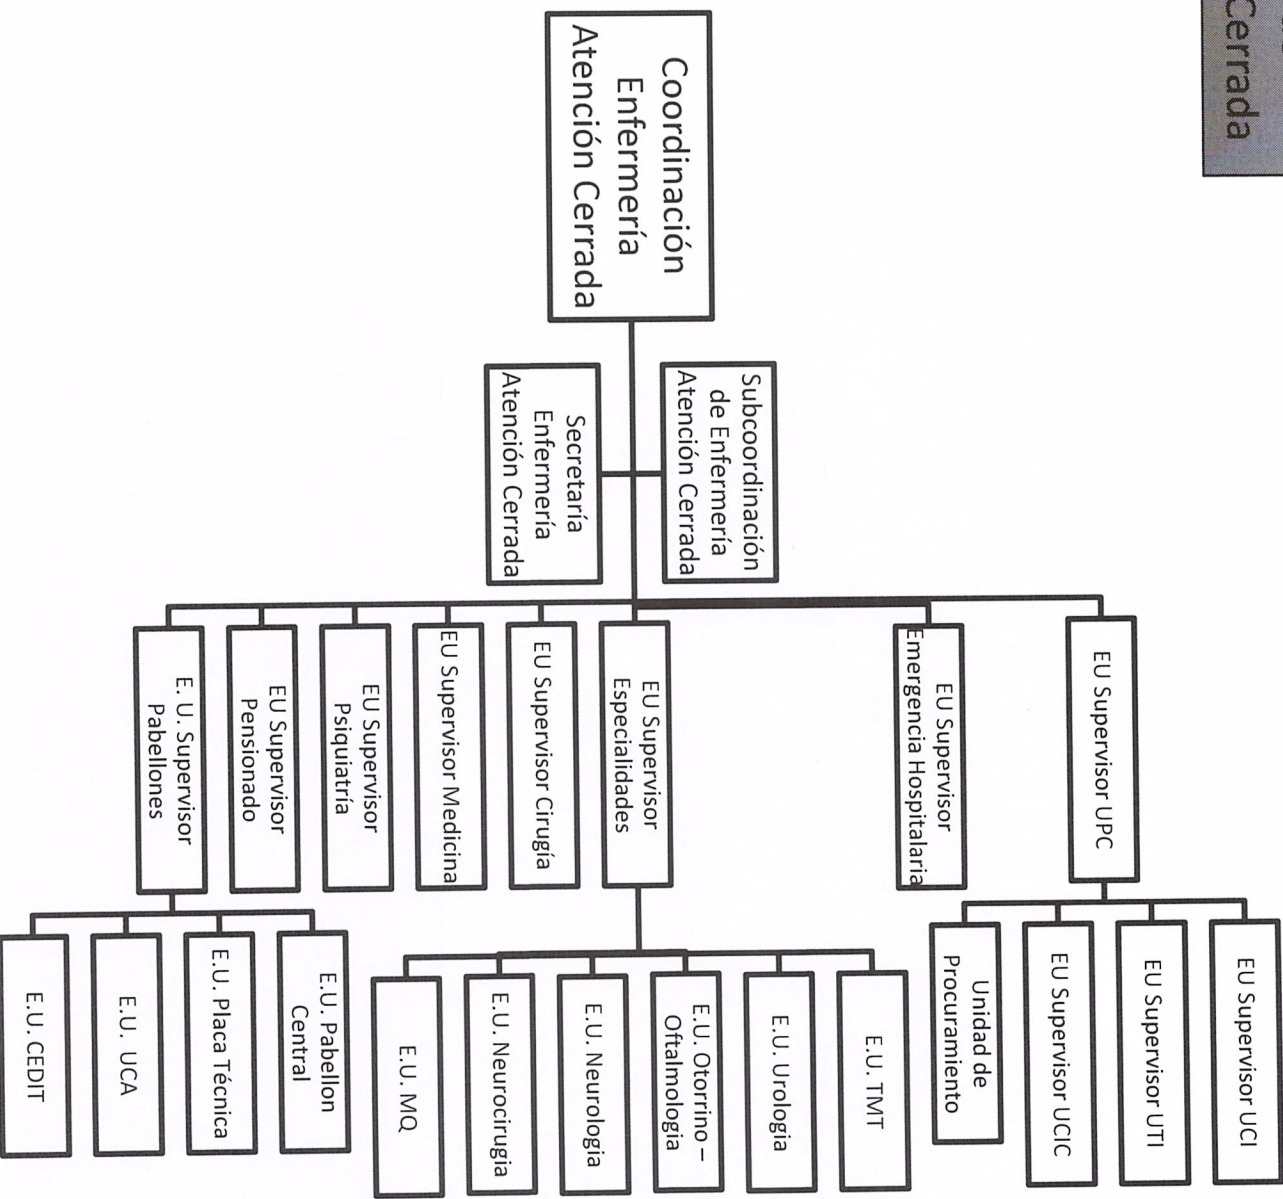 Cerrada
Coordinación
Enfermería
Atención Cerrada
Subcoordinación
de Enfermería
Atención Cerrada
Secretaría
Enfermería
Atención Cerrada
EU Supervisor UPC
EU Supervisor UCI
EU Supervisor UTI
EU Supervisor UCIC
Unidad de
Procuramiento
EU Supervisor
Emergencia Hospitalaria
EU Supervisor
Especialidades
E.U. TMT
E.U. Urologia
E.U. Otorrino –
Oftalmologia
E.U. Neurologia
E.U. Neurocirugia
E.U. MQ
EU Supervisor Cirugía
EU Supervisor Medicina
EU Supervisor
Psiquiatría
EU Supervisor
Pensionado
E. U. Supervisor
Pabellones
E.U. Pabellon
Central
E.U. Placa Técnica
E.U. UCA
E.U. CEDIT